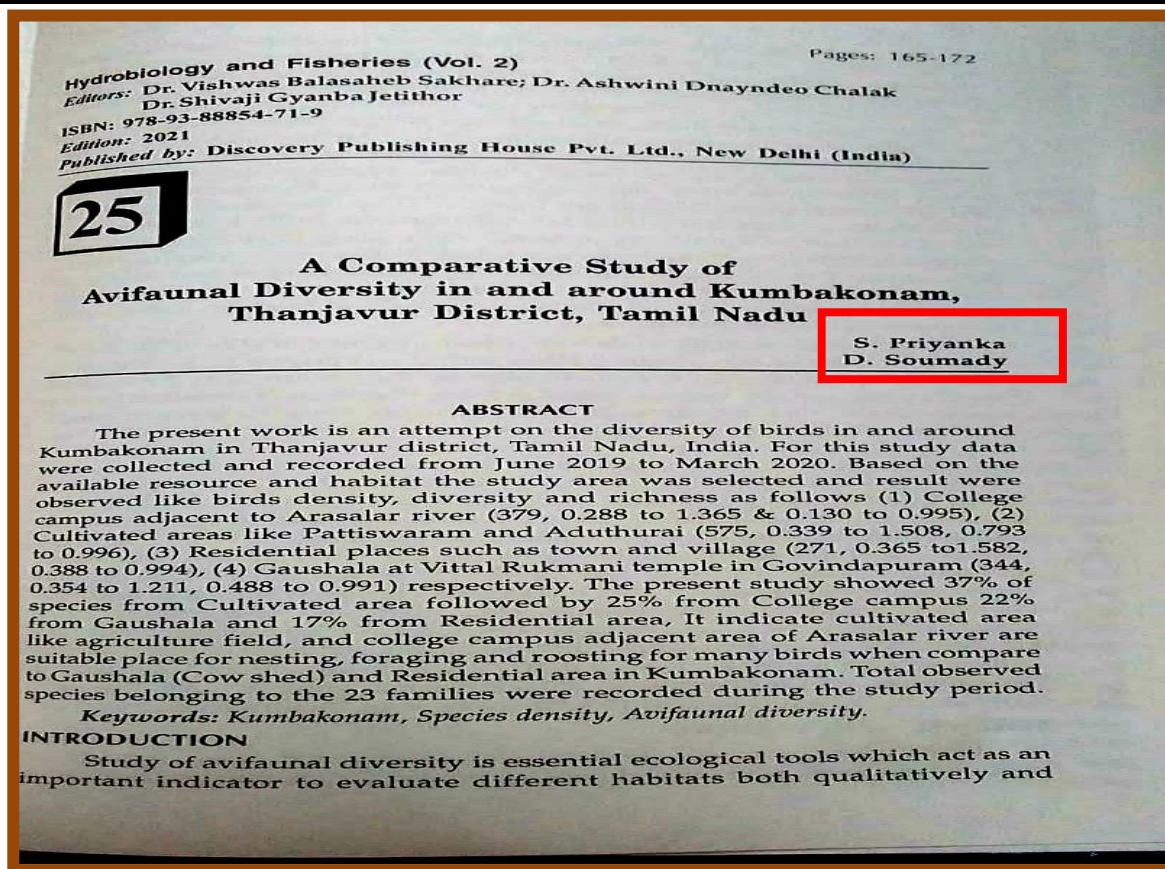 Hydrobiology and Fisheries (Vol. 2) Pages: 165-172
Editors: Dr. Vishwas Balasaheb Sakhare; Dr. Ashwini Dnayndeo Chalak
Dr. Shivaji Gyanba Jetithor
ISBN: 978-93-88854-71-9
Edition: 2021
Published by: Discovery Publishing House Pvt. Ltd., New Delhi (India)
25
A Comparative Study of
Avifaunal Diversity in and around Kumbakonam,
Thanjavur District, Tamil Nadu
S. Priyanka
D. Soumady
ABSTRACT
The present work is an attempt on the diversity of birds in and around
Kumbakonam in Thanjavur district, Tamil Nadu, India. For this study data
were collected and recorded from June 2019 to March 2020. Based on the
available resource and habitat the study area was selected and result were
observed like birds density, diversity and richness as follows (1) College
campus adjacent to Arasalar river (379, 0.288 to 1.365 & 0.130 to 0.995), (2)
Cultivated areas like Pattiswaram and Aduthurai (575, 0.339 to 1.508, 0.793
to 0.996), (3) Residential places such as town and village (271, 0.365 to1.582,
0.388 to 0.994), (4) Gaushala at Vittal Rukmani temple in Govindapuram (344,
0.354 to 1.211, 0.488 to 0.991) respectively. The present study showed 37% of
species from Cultivated area followed by 25% from College campus 22%
from Gaushala and 17% from Residential area, It indicate cultivated area
like agriculture field, and college campus adjacent area of Arasalar river are
suitable place for nesting, foraging and roosting for many birds when compare
to Gaushala (Cow shed) and Residential area in Kumbakonam. Total observed
species belonging to the 23 families were recorded during the study period.
Keywords: Kumbakonam, Species density, Avifaunal diversity.
INTRODUCTION
Study of avifaunal diversity is essential ecological tools which act as an
important indicator to evaluate different habitats both qualitatively and